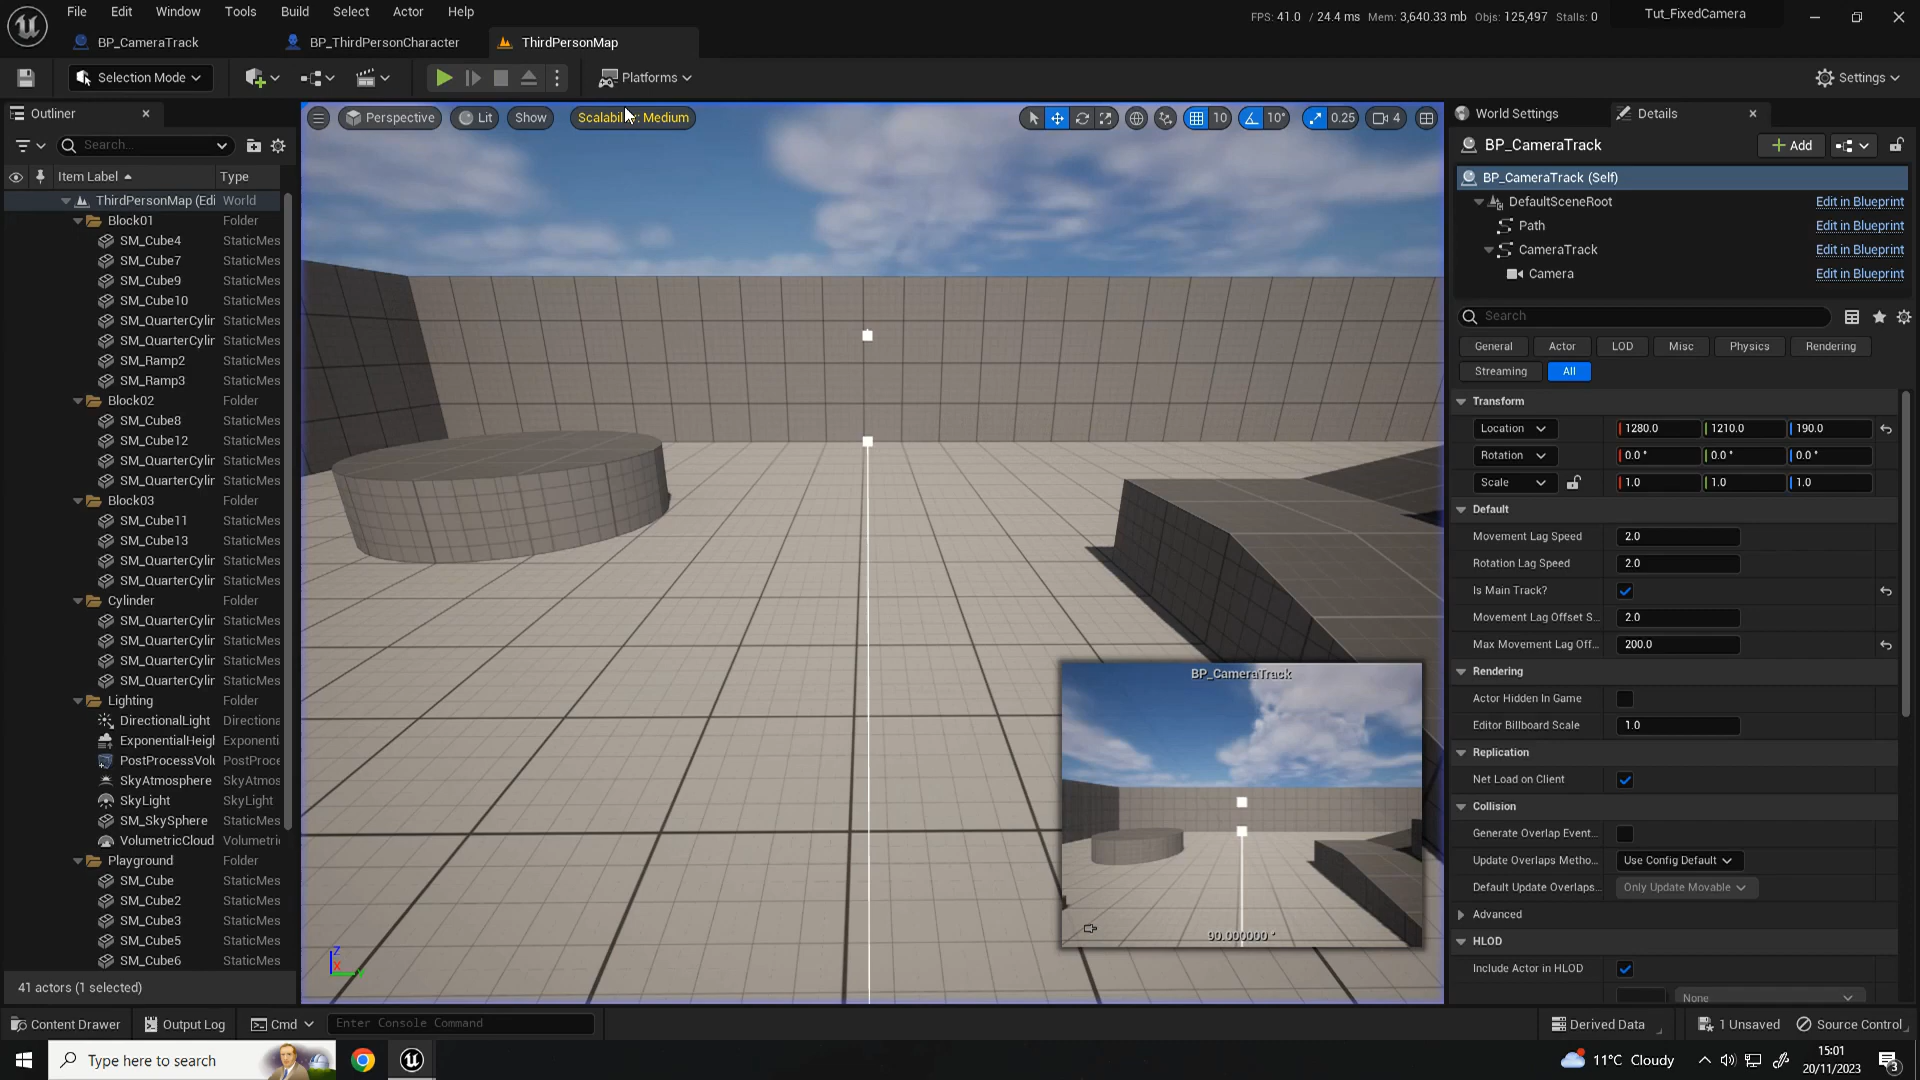 File Edit Window Tools Build Select Actor Help
FPS: 41.0 / 24.4 ms Mem: 3,640.33 mb Objs: 125,497 Stalls: 0
Tut_FixedCamera
BP_CameraTrack
BP_ThirdPersonCharacter
ThirdPersonMap
Selection Mode
Platforms
Settings
Outliner
Perspective
Lit
Show
Scalability: Medium
10
10°
0.25
4
World Settings
Details
Search...
BP_CameraTrack
Add
Item Label
Type
BP_CameraTrack (Self)
ThirdPersonMap (Edi World
DefaultSceneRoot Edit in Blueprint
Block01 Folder
Path Edit in Blueprint
SM_Cube4 StaticMes
CameraTrack Edit in Blueprint
SM_Cube7 StaticMes
Camera Edit in Blueprint
SM_Cube9 StaticMes
SM_Cube10 StaticMes
Search
SM_QuarterCylir StaticMes
SM_QuarterCylir StaticMes
General Actor LOD Misc Physics Rendering
SM_Ramp2 StaticMes
Streaming All
SM_Ramp3 StaticMes
Block02 Folder
Transform
SM_Cube8 StaticMes
Location 1280.0 1210.0 190.0
SM_Cube12 StaticMes
Rotation 0.0 ° 0.0 ° 0.0 °
SM_QuarterCylir StaticMes
SM_QuarterCylir StaticMes
Scale 1.0 1.0 1.0
Block03 Folder
Default
SM_Cube11 StaticMes
Movement Lag Speed 2.0
SM_Cube13 StaticMes
Rotation Lag Speed 2.0
SM_QuarterCylir StaticMes
SM_QuarterCylir StaticMes
Is Main Track?
Cylinder Folder
Movement Lag Offset S... 2.0
SM_QuarterCylir StaticMes
Max Movement Lag Off... 200.0
SM_QuarterCylir StaticMes
SM_QuarterCylir StaticMes
Rendering
SM_QuarterCylir StaticMes
BP_CameraTrack
Actor Hidden In Game
Lighting Folder
Editor Billboard Scale 1.0
DirectionalLight Directiona
Replication
ExponentialHeigh Exponenti
PostProcessVolu PostProce
Net Load on Client
SkyAtmosphere SkyAtmos
Collision
SkyLight SkyLight
Generate Overlap Event...
SM_SkySphere StaticMes
Update Overlaps Metho... Use Config Default
VolumetricCloud Volumetric
Default Update Overlaps... Only Update Movable
Playground Folder
SM_Cube StaticMes
Advanced
SM_Cube2 StaticMes
90.000000 °
SM_Cube3 StaticMes
HLOD
SM_Cube5 StaticMes
Include Actor in HLOD
SM_Cube6 StaticMes
Z
X
Y
41 actors (1 selected)
None
Content Drawer
Output Log
Cmd
Enter Console Command
Derived Data
1 Unsaved
Source Control
Type here to search
11°C Cloudy
15:01
20/11/2023
3